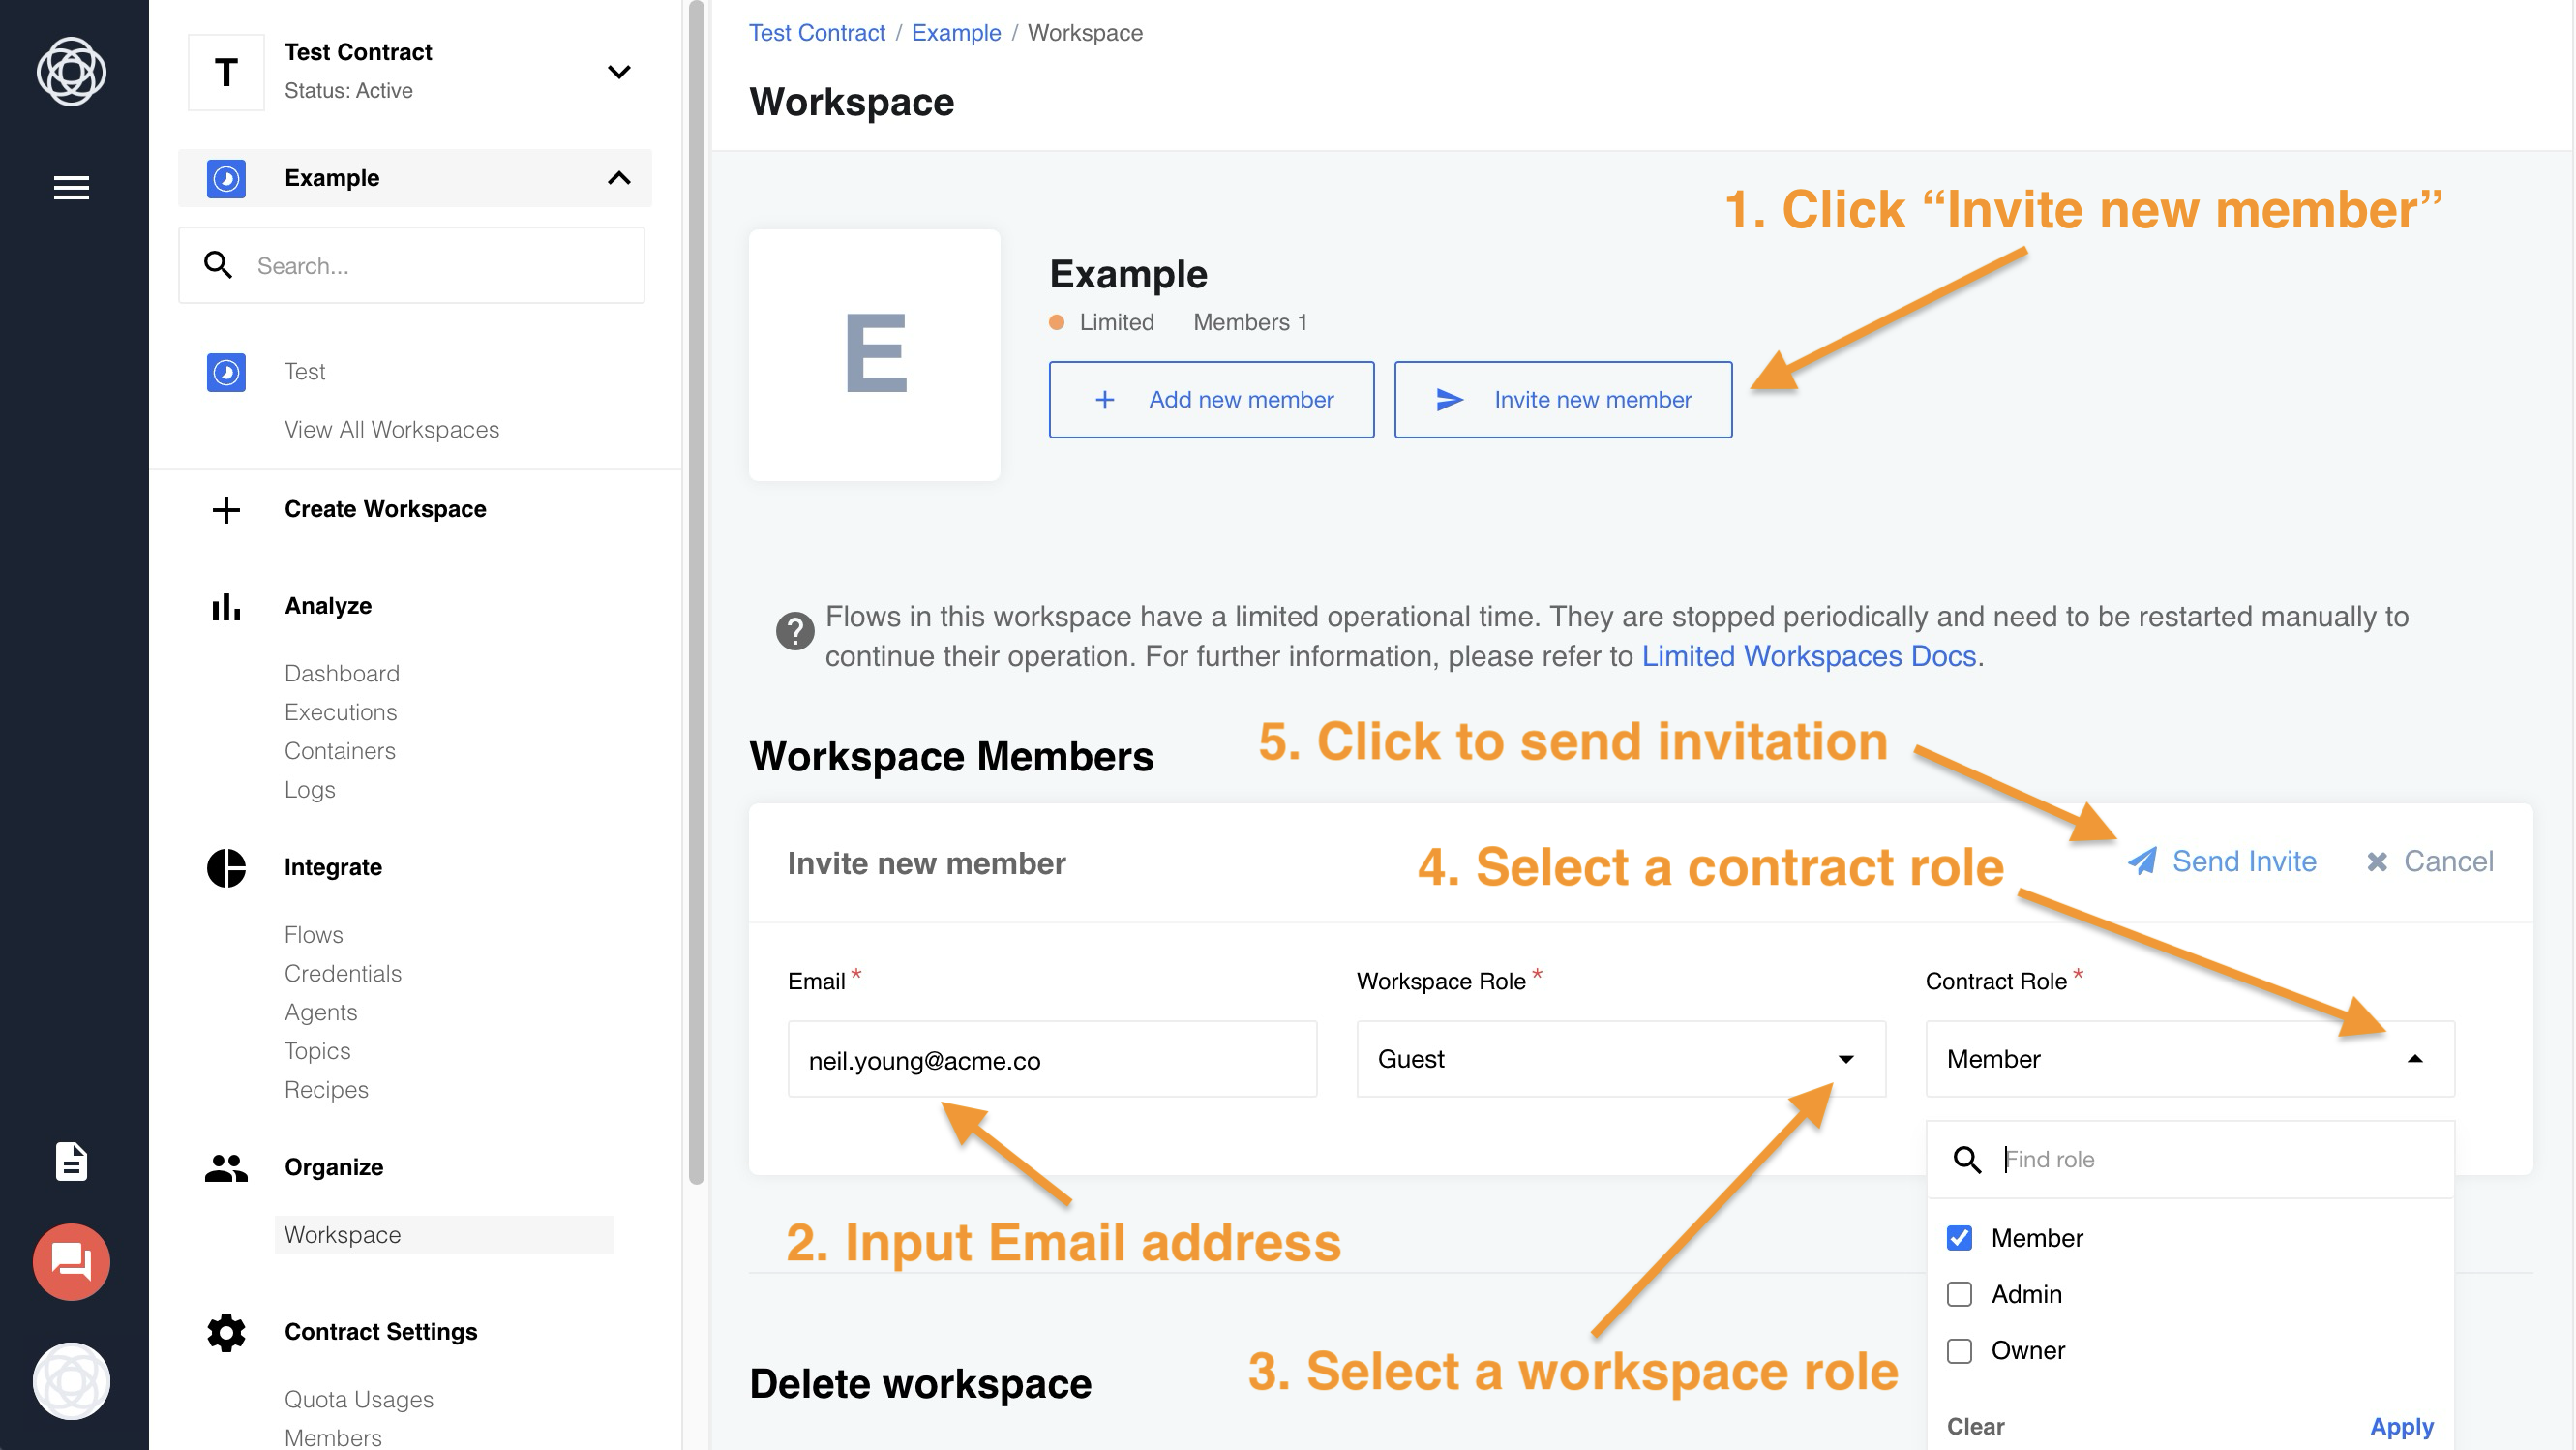 T
Test Contract
Status: Active
Example
Search...
Test
View All Workspaces
Create Workspace
Analyze
Dashboard
Executions
Containers
Logs
Integrate
Flows
Credentials
Agents
Topics
Recipes
Organize
Workspace
Contract Settings
Quota Usages
Members
Test Contract / Example / Workspace
Workspace
1. Click “Invite new member”
E
Example
Limited Members 1
+ Add new member
Invite new member
? Flows in this workspace have a limited operational time. They are stopped periodically and need to be restarted manually to
continue their operation. For further information, please refer to Limited Workspaces Docs.
5. Click to send invitation
Workspace Members
Invite new member
4. Select a contract role
Send Invite
Cancel
Email *
Workspace Role *
Contract Role *
neil.young@acme.co
Guest
Member
Find role
2. Input Email address
Member
Admin
Owner
3. Select a workspace role
Delete workspace
Clear
Apply